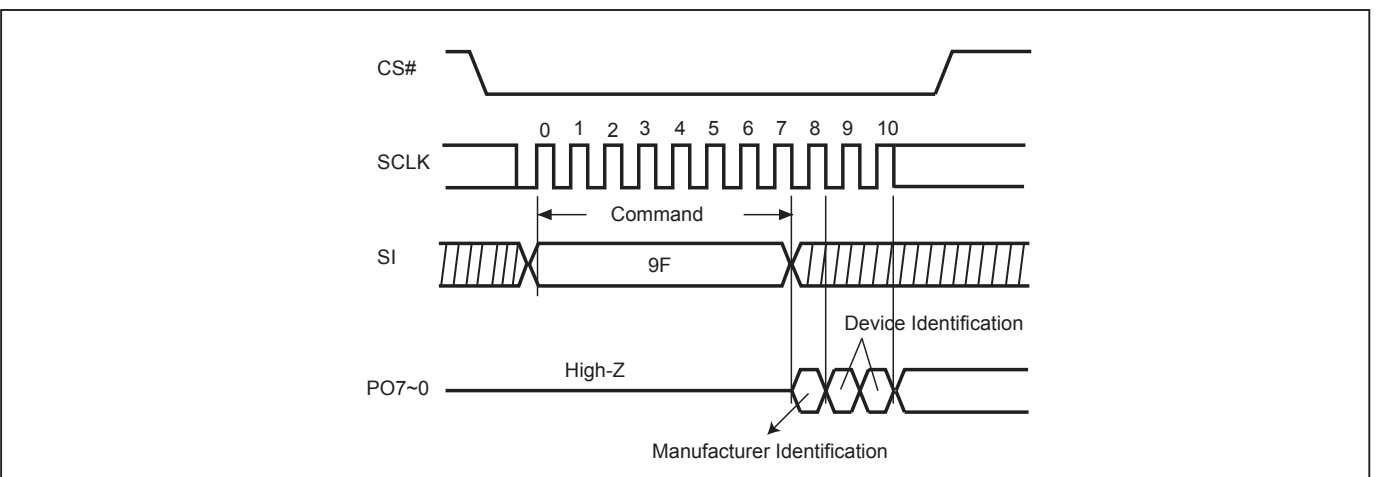 CS#
0 1 2 3 4 5 6 7 8 9 10
SCLK
Command
SI
9F
Device Identification
High-Z
PO7~0
Manufacturer Identification